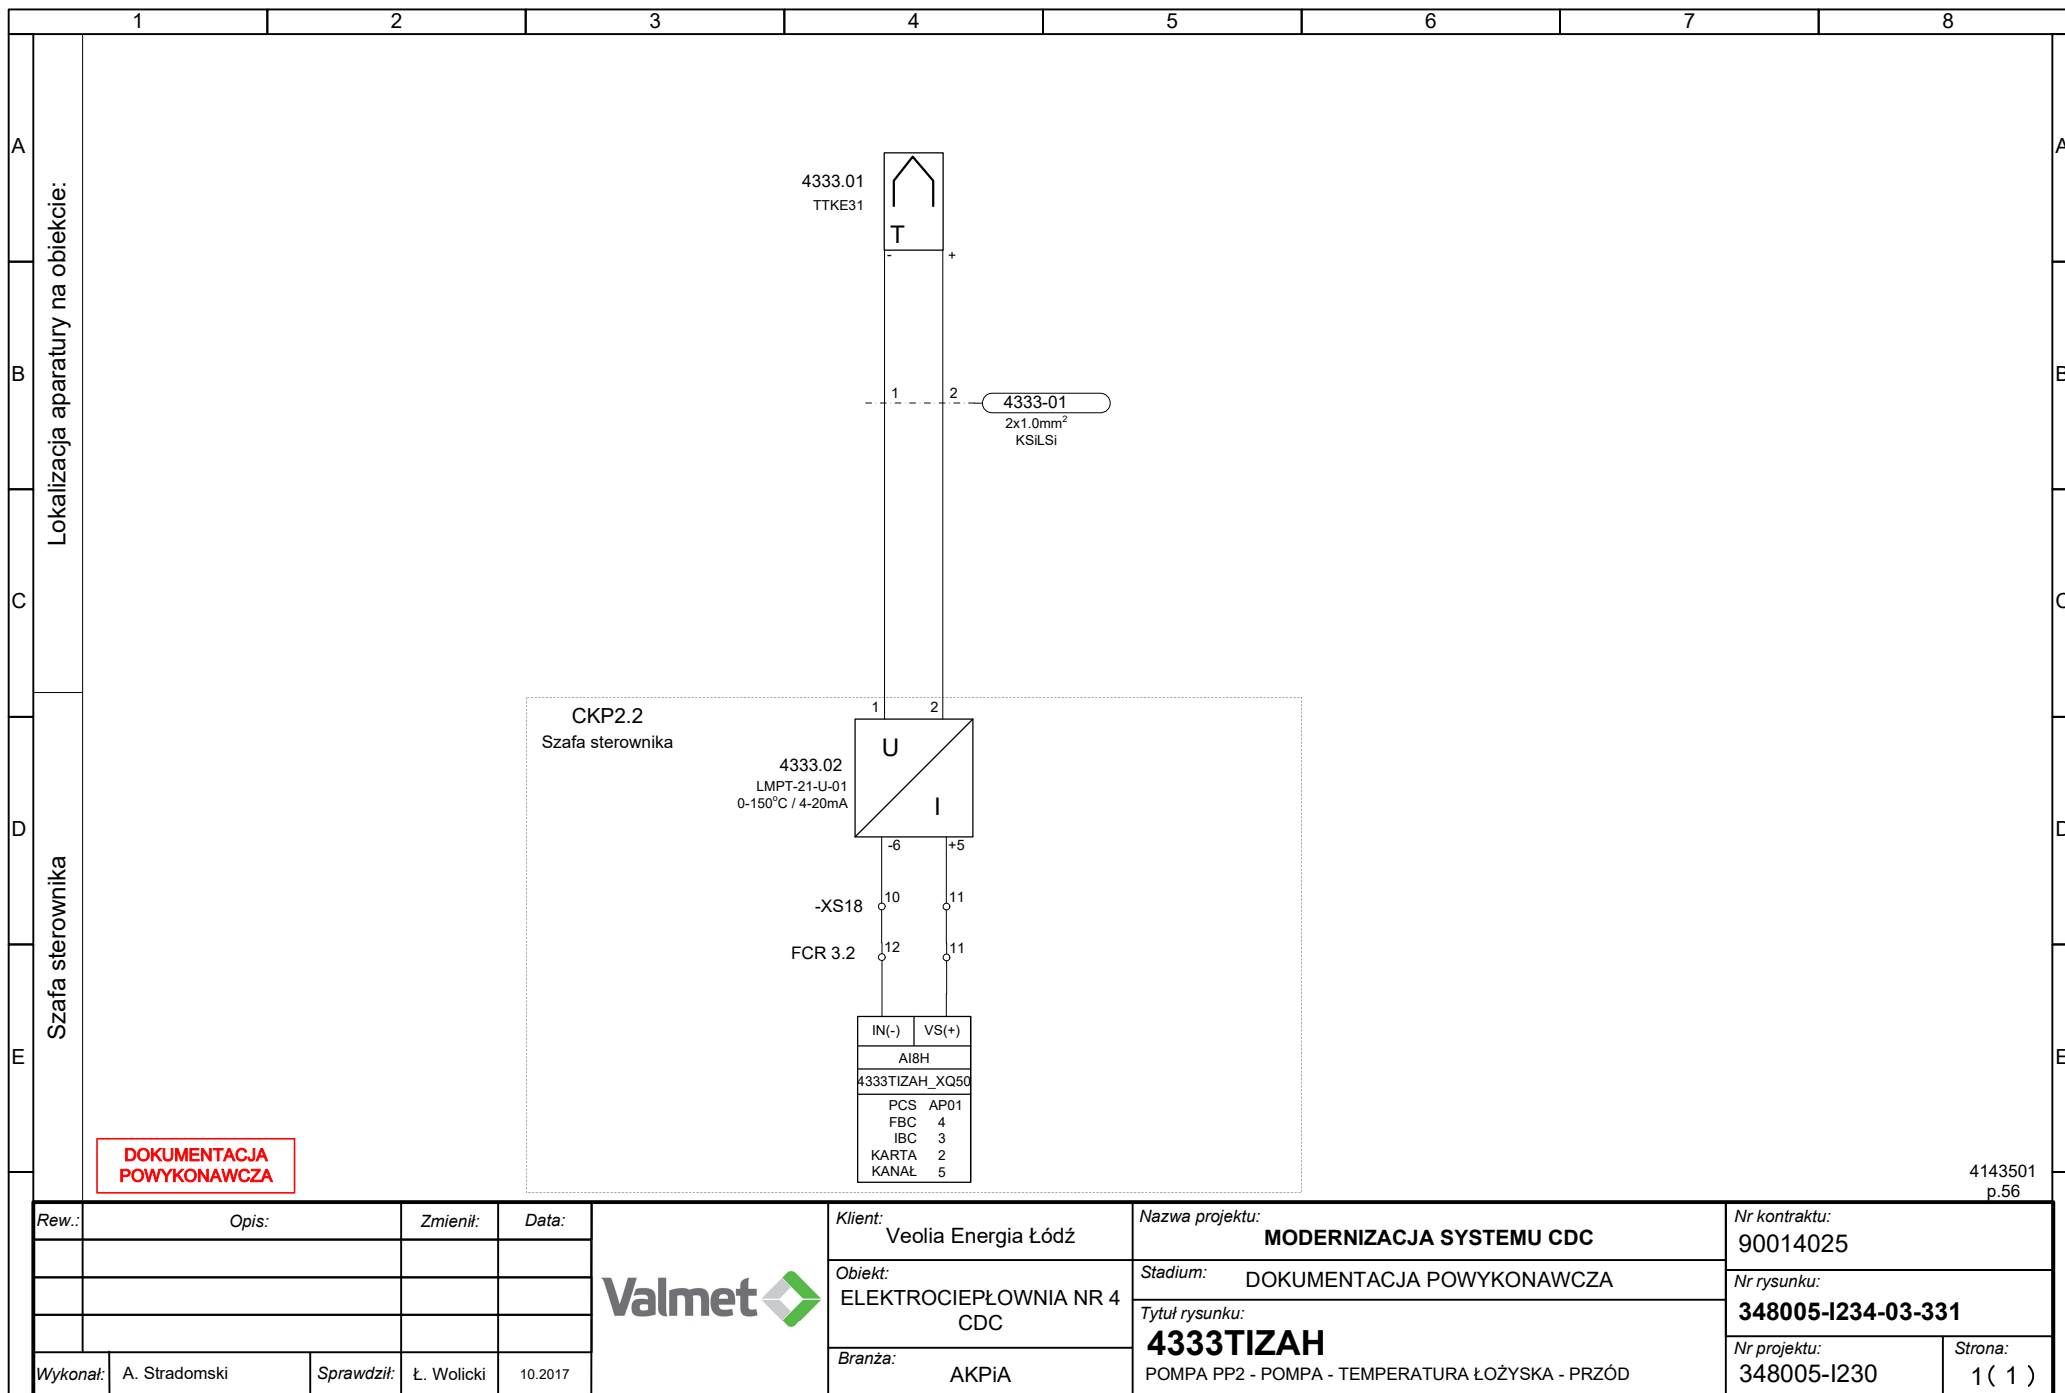 1 2 3 4 5 6 7 8
A A
B B
C C
D D
E E
Lokalizacja aparatury na obiekcie:
Szafa sterownika
4333.01
TTKE31
T
- +
1 2
4333-01
2x1.0mm²
KSiLSi
CKP2.2
Szafa sterownika
1 2
U
I
4333.02
LMPT-21-U-01
0-150°C / 4-20mA
-6 +5
-XS18 10 11
FCR 3.2 12 11
IN(-) VS(+)
AI8H
4333TIZAH_XQ50
PCS AP01
FBC 4
IBC 3
KARTA 2
KANAŁ 5
DOKUMENTACJA
POWYKONAWCZA
4143501
p.56
Rew.: Opis: Zmienił: Data:
Wykonał: A. Stradomski Sprawdził: Ł. Wolicki 10.2017
Valmet
Klient:
Veolia Energia Łódź
Obiekt:
ELEKTROCIEPŁOWNIA NR 4
CDC
Branża:
AKPiA
Nazwa projektu:
MODERNIZACJA SYSTEMU CDC
Stadium: DOKUMENTACJA POWYKONAWCZA
Tytuł rysunku:
4333TIZAH
POMPA PP2 - POMPA - TEMPERATURA ŁOŻYSKA - PRZÓD
Nr kontraktu:
90014025
Nr rysunku:
348005-I234-03-331
Nr projektu:
348005-I230
Strona:
1( 1 )